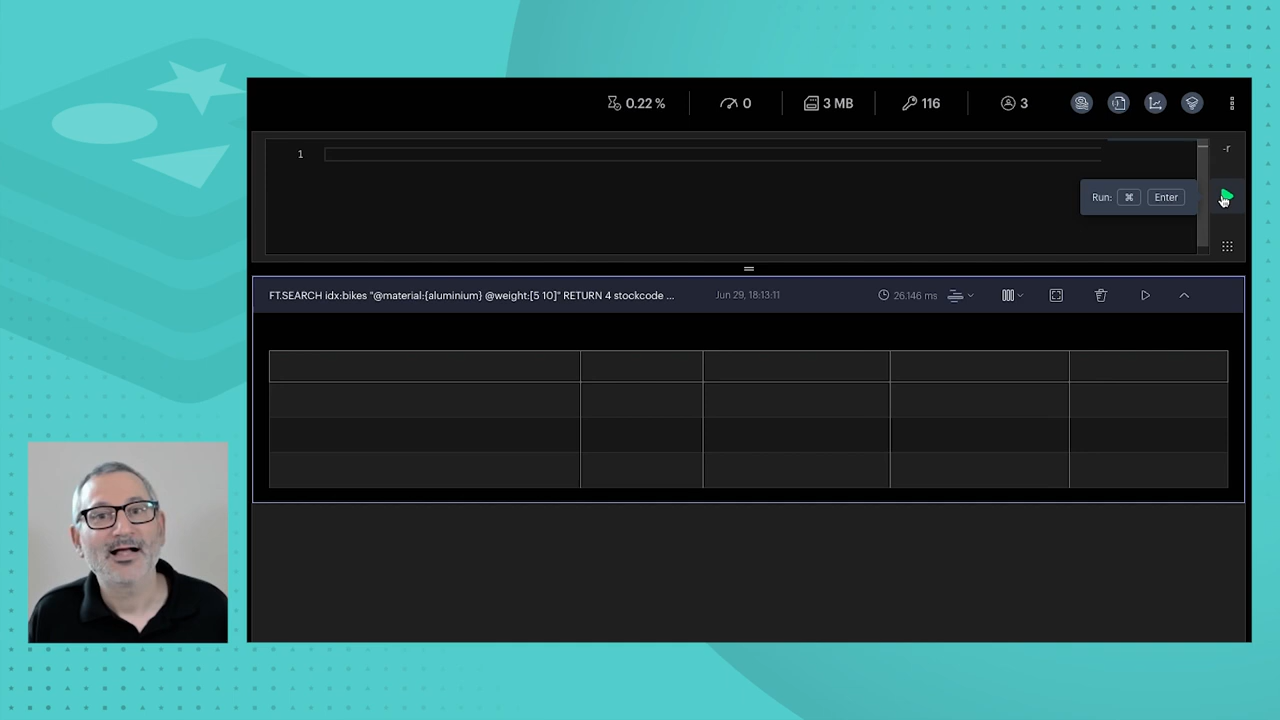 0.22 %
0
3 MB
116
3
1
-r
Run: ⌘ Enter
FT.SEARCH idx:bikes "@material:{aluminium} @weight:[5 10]" RETURN 4 stockcode ...
Jun 29, 18:13:11
26.146 ms